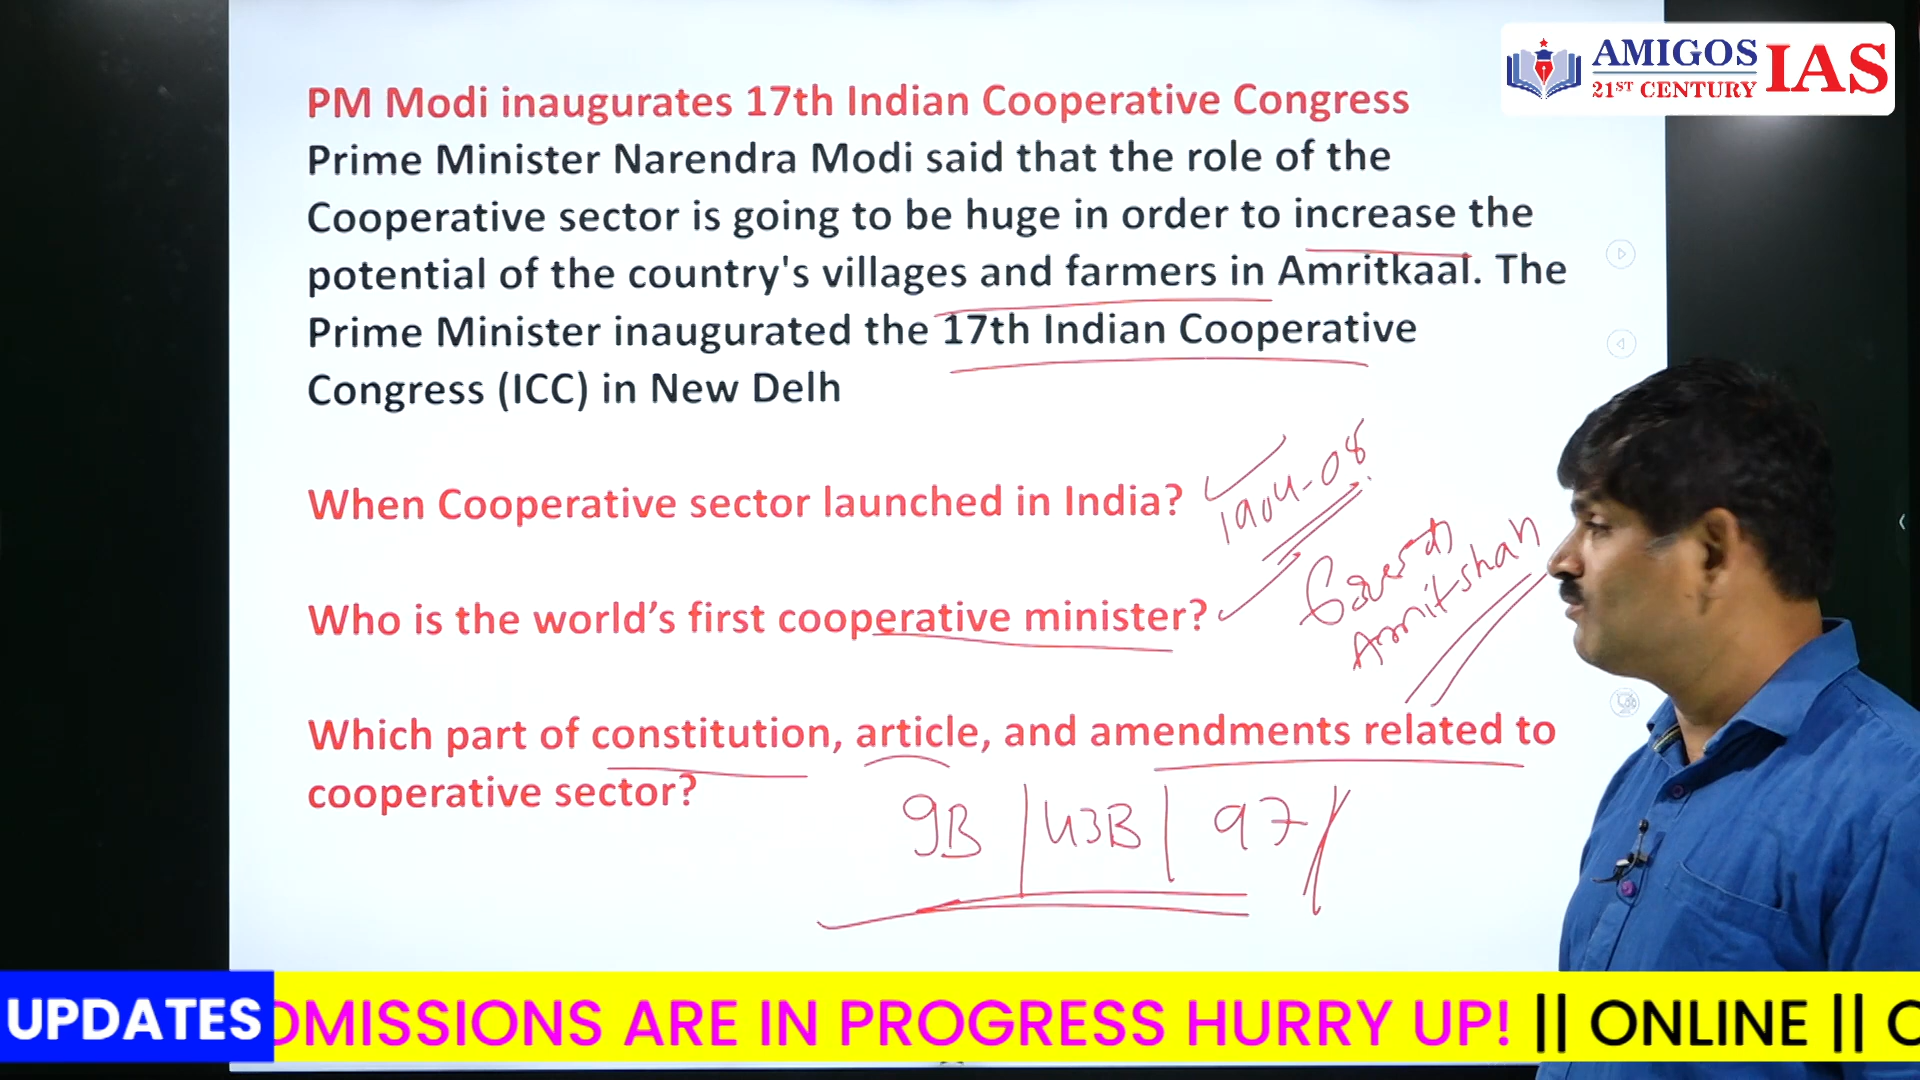 AMIGOS
21ST CENTURY
IAS
PM Modi inaugurates 17th Indian Cooperative Congress
Prime Minister Narendra Modi said that the role of the
Cooperative sector is going to be huge in order to increase the
potential of the country's villages and farmers in Amritkaal. The
Prime Minister inaugurated the 17th Indian Cooperative
Congress (ICC) in New Delh
When Cooperative sector launched in India?
1904-08
Who is the world’s first cooperative minister?
Amit shah
Which part of constitution, article, and amendments related to
cooperative sector?
9B | 43B | 97
UPDATES
DMISSIONS ARE IN PROGRESS HURRY UP! || ONLINE ||